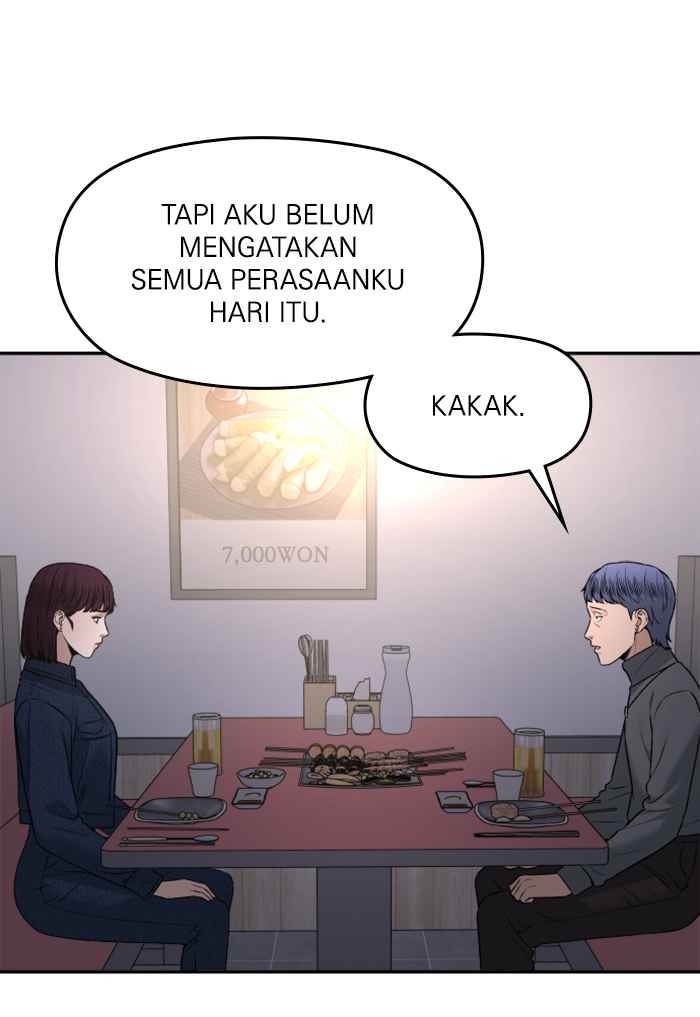 TAPI AKU BELUM
MENGATAKAN
SEMUA PERASAANKU
HARI ITU.
KAKAK.
7,000WON